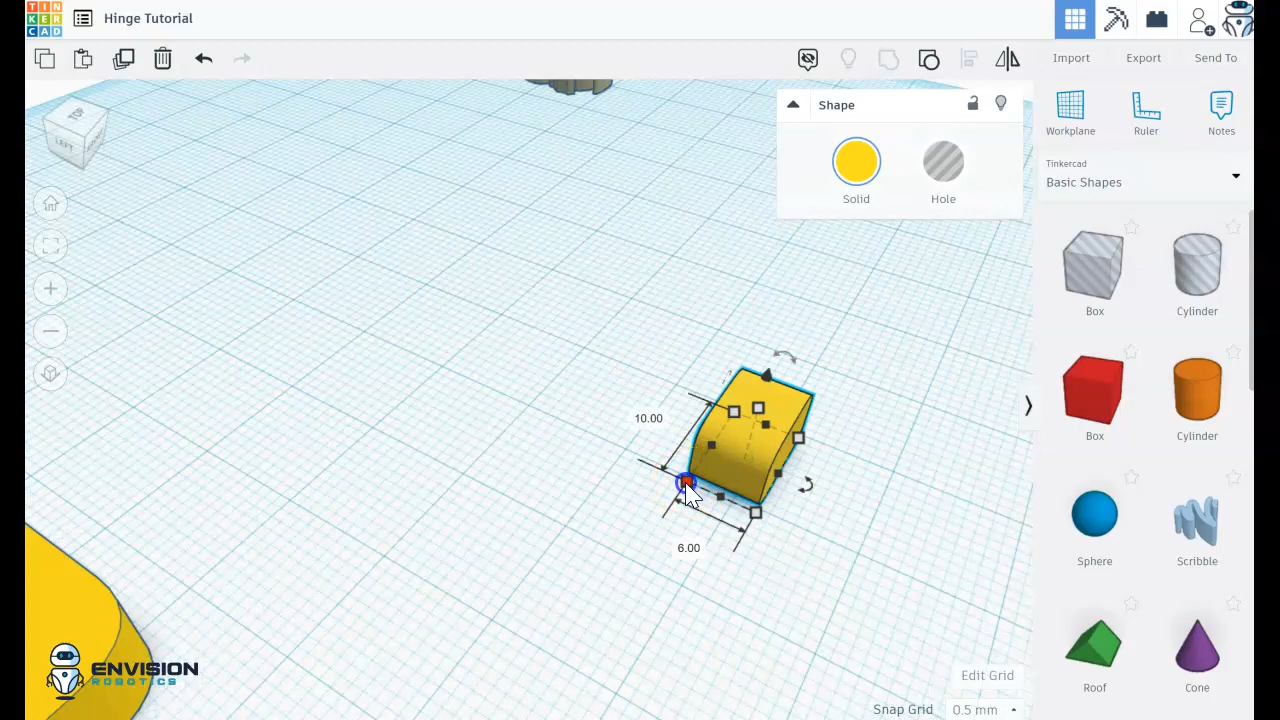 TIN
KER
CAD
Hinge Tutorial
Import
Export
Send To
Shape
Solid
Hole
Workplane
Ruler
Notes
Tinkercad
Basic Shapes
TOP
LEFT
Box
Cylinder
Box
Cylinder
10.00
6.00
Sphere
Scribble
Roof
Cone
Edit Grid
Snap Grid
0.5 mm
ENVISION
ROBOTICS